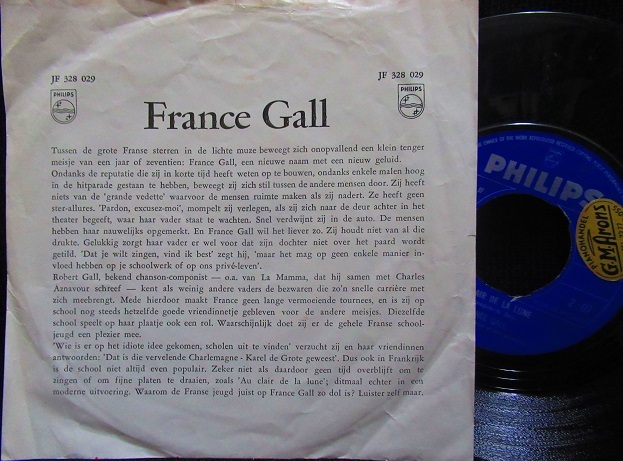 JF 328 029
JF 328 029
PHILIPS
PHILIPS
France Gall
Tussen de grote Franse sterren in de lichte muze beweegt zich onopvallend een klein tenger
meisje van een jaar of zeventien: France Gall, een nieuwe naam met een nieuw geluid.
Ondanks de reputatie die zij in korte tijd heeft weten op te bouwen, ondanks enkele malen hoog
in de hitparade gestaan te hebben, beweegt zij zich stil tussen de andere mensen door. Zij heeft
niets van de 'grande vedette' waarvoor de mensen ruimte maken als zij nadert. Ze heeft geen
ster-allures. 'Pardon, excusez-moi', mompelt zij verlegen, als zij zich naar de deur achter in het
theater begeeft, waar haar vader staat te wachten. Snel verdwijnt zij in de auto. De mensen
hebben haar nauwelijks opgemerkt. En France Gall wil het liever zo. Zij houdt niet van al die
drukte. Gelukkig zorgt haar vader er wel voor dat zijn dochter niet over het paard wordt
getild. 'Dat je wilt zingen, vind ik best' zegt hij, 'maar het mag op geen enkele manier in-
vloed hebben op je schoolwerk of op ons privé-leven'.
Robert Gall, bekend chanson-componist — o.a. van La Mamma, dat hij samen met Charles
Aznavour schreef — kent als weinig andere vaders de bezwaren die zo'n snelle carrière met
zich meebrengt. Mede hierdoor maakt France geen lange vermoeiende tournees, en is zij op
school nog steeds hetzelfde goede vriendinnetje gebleven voor de andere meisjes. Diezelfde
school speelt op haar plaatje ook een rol. Waarschijnlijk doet zij er de gehele Franse school-
jeugd een plezier mee.
'Wie is er op het idiote idee gekomen, scholen uit te vinden' verzucht zij en haar vriendinnen
antwoorden: 'Dat is die vervelende Charlemagne - Karel de Grote geweest'. Dus ook in Frankrijk
is de school niet altijd even populair. Zeker niet als daardoor geen tijd overblijft om te
zingen of om fijne platen te draaien, zoals 'Au clair de la lune'; ditmaal echter in een
moderne uitvoering. Waarom de Franse jeugd juist op France Gall zo dol is? Luister zelf maar.
PHILIPS
PIANOHANDEL
G.M. Arons
DE LA LUNE